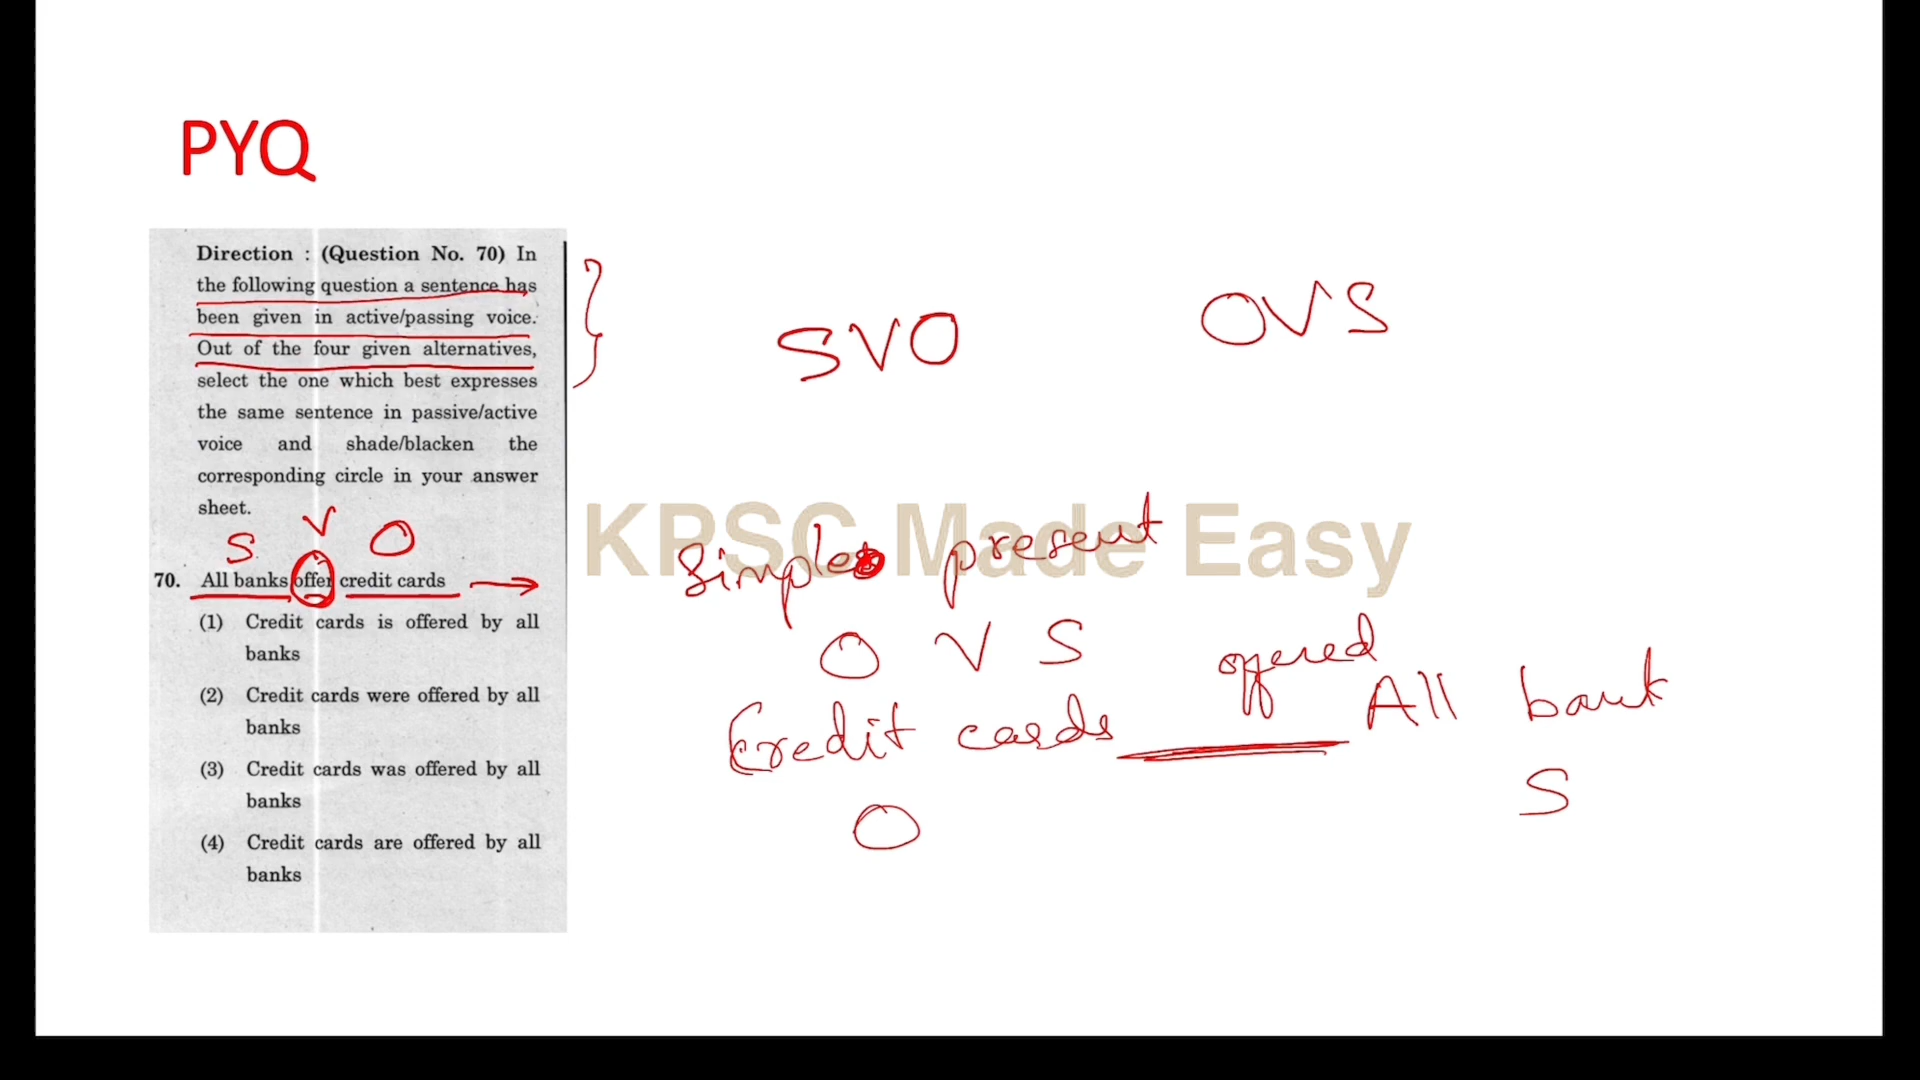 PYQ
Direction : (Question No. 70) In
the following question a sentence has
been given in active/passing voice.
Out of the four given alternatives,
select the one which best expresses
the same sentence in passive/active
voice and shade/blacken the
corresponding circle in your answer
sheet.
S V O
70. All banks offer credit cards
(1) Credit cards is offered by all
banks
(2) Credit cards were offered by all
banks
(3) Credit cards was offered by all
banks
(4) Credit cards are offered by all
banks
SVO
OVS
KPSC Made Easy
Simple present
O V S
offered
Credit cards All bank
O
S